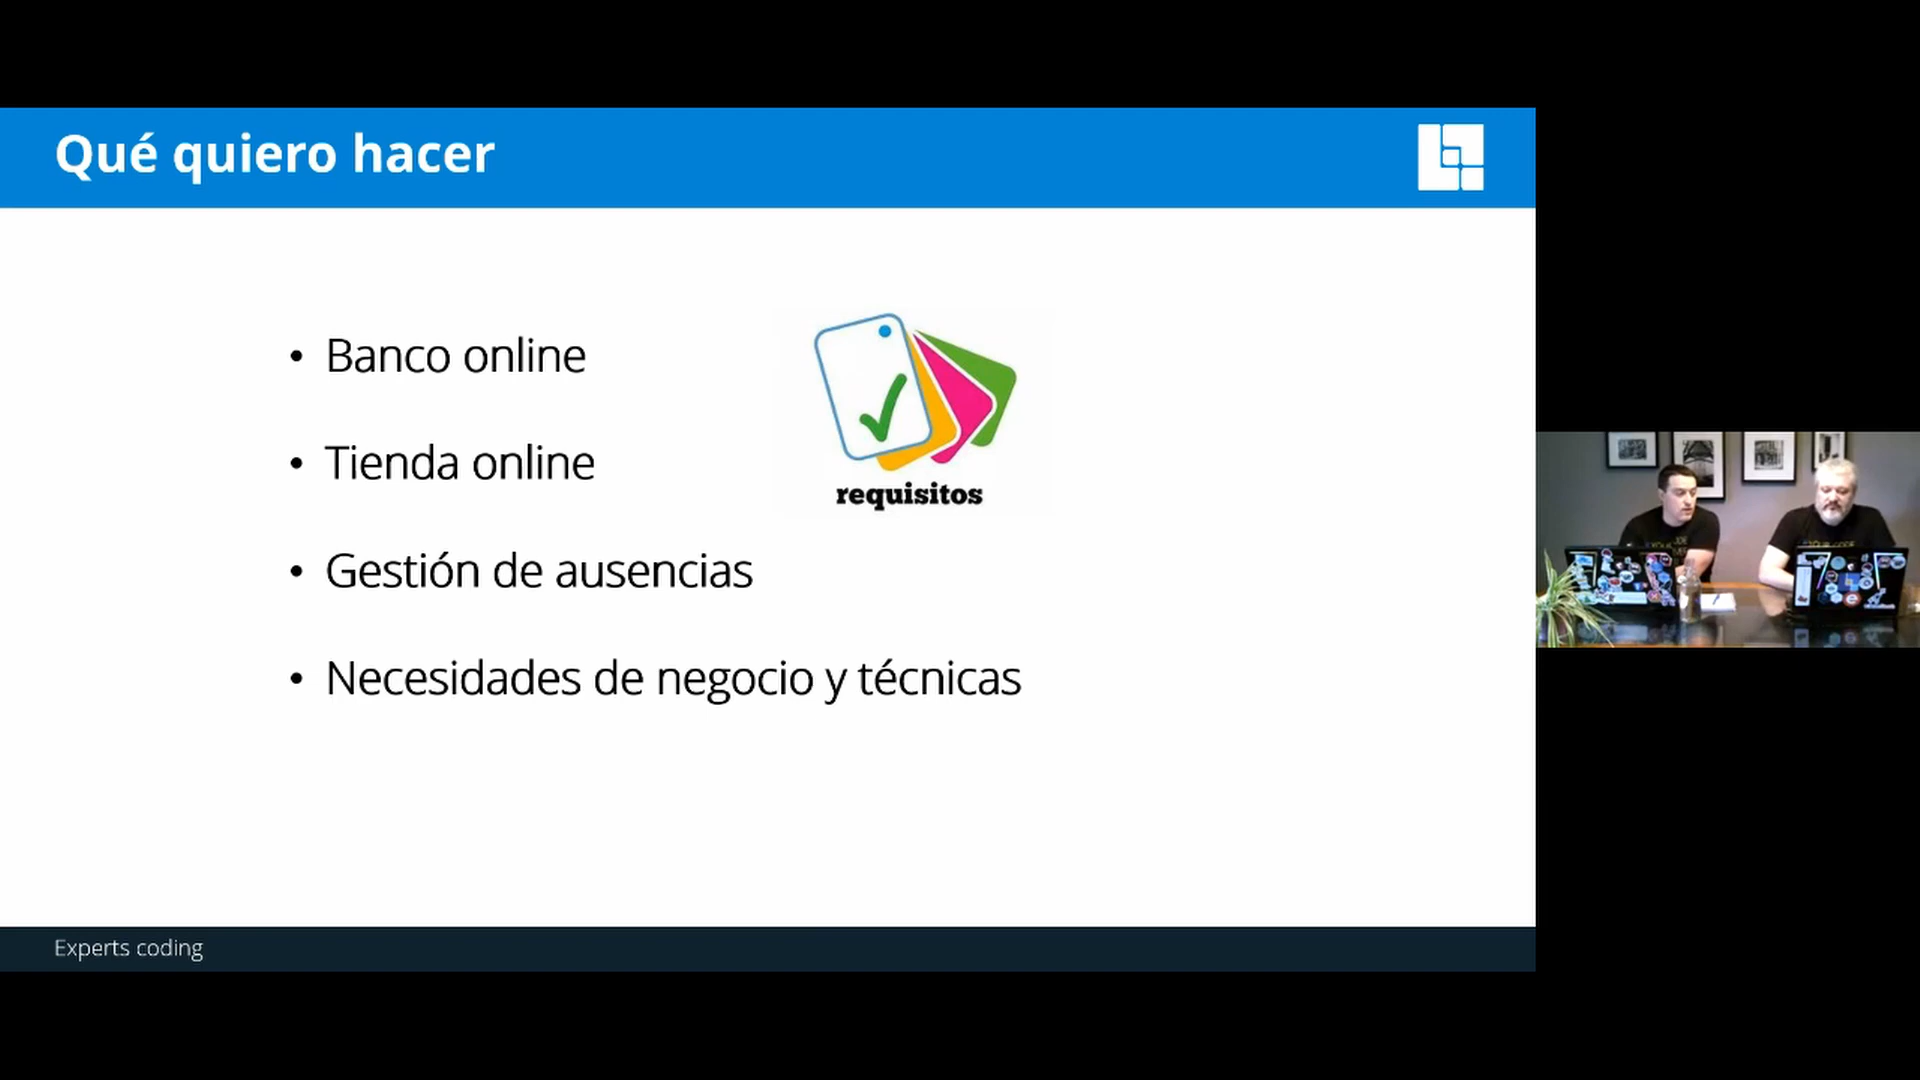 Qué quiero hacer
• Banco online
• Tienda online
• Gestión de ausencias
• Necesidades de negocio y técnicas
requisitos
Experts coding